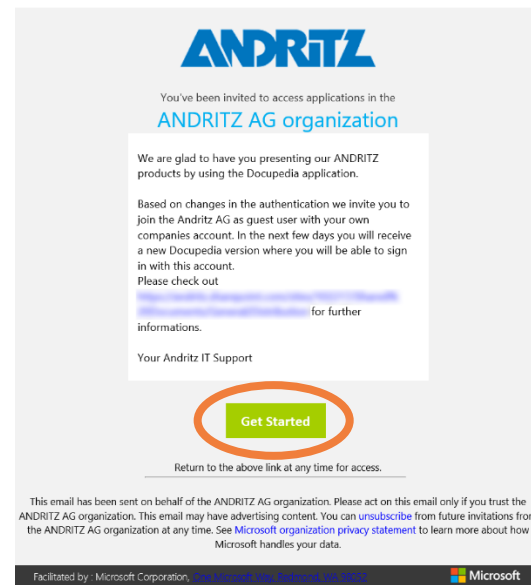 ANDRITZ
You've been invited to access applications in the
ANDRITZ AG organization
We are glad to have you presenting our ANDRITZ
products by using the Docupedia application.
Based on changes in the authentication we invite you to
join the Andritz AG as guest user with your own
companies account. In the next few days you will receive
a new Docupedia version where you will be able to sign
in with this account.
Please check out
for further
informations.
Your Andritz IT Support
Get Started
Return to the above link at any time for access.
This email has been sent on behalf of the ANDRITZ AG organization. Please act on this email only if you trust the
ANDRITZ AG organization. This email may have advertising content. You can unsubscribe from future invitations from
the ANDRITZ AG organization at any time. See Microsoft organization privacy statement to learn more about how
Microsoft handles your data.
Facilitated by : Microsoft Corporation, One Microsoft Way, Redmond, WA 98052
Microsoft